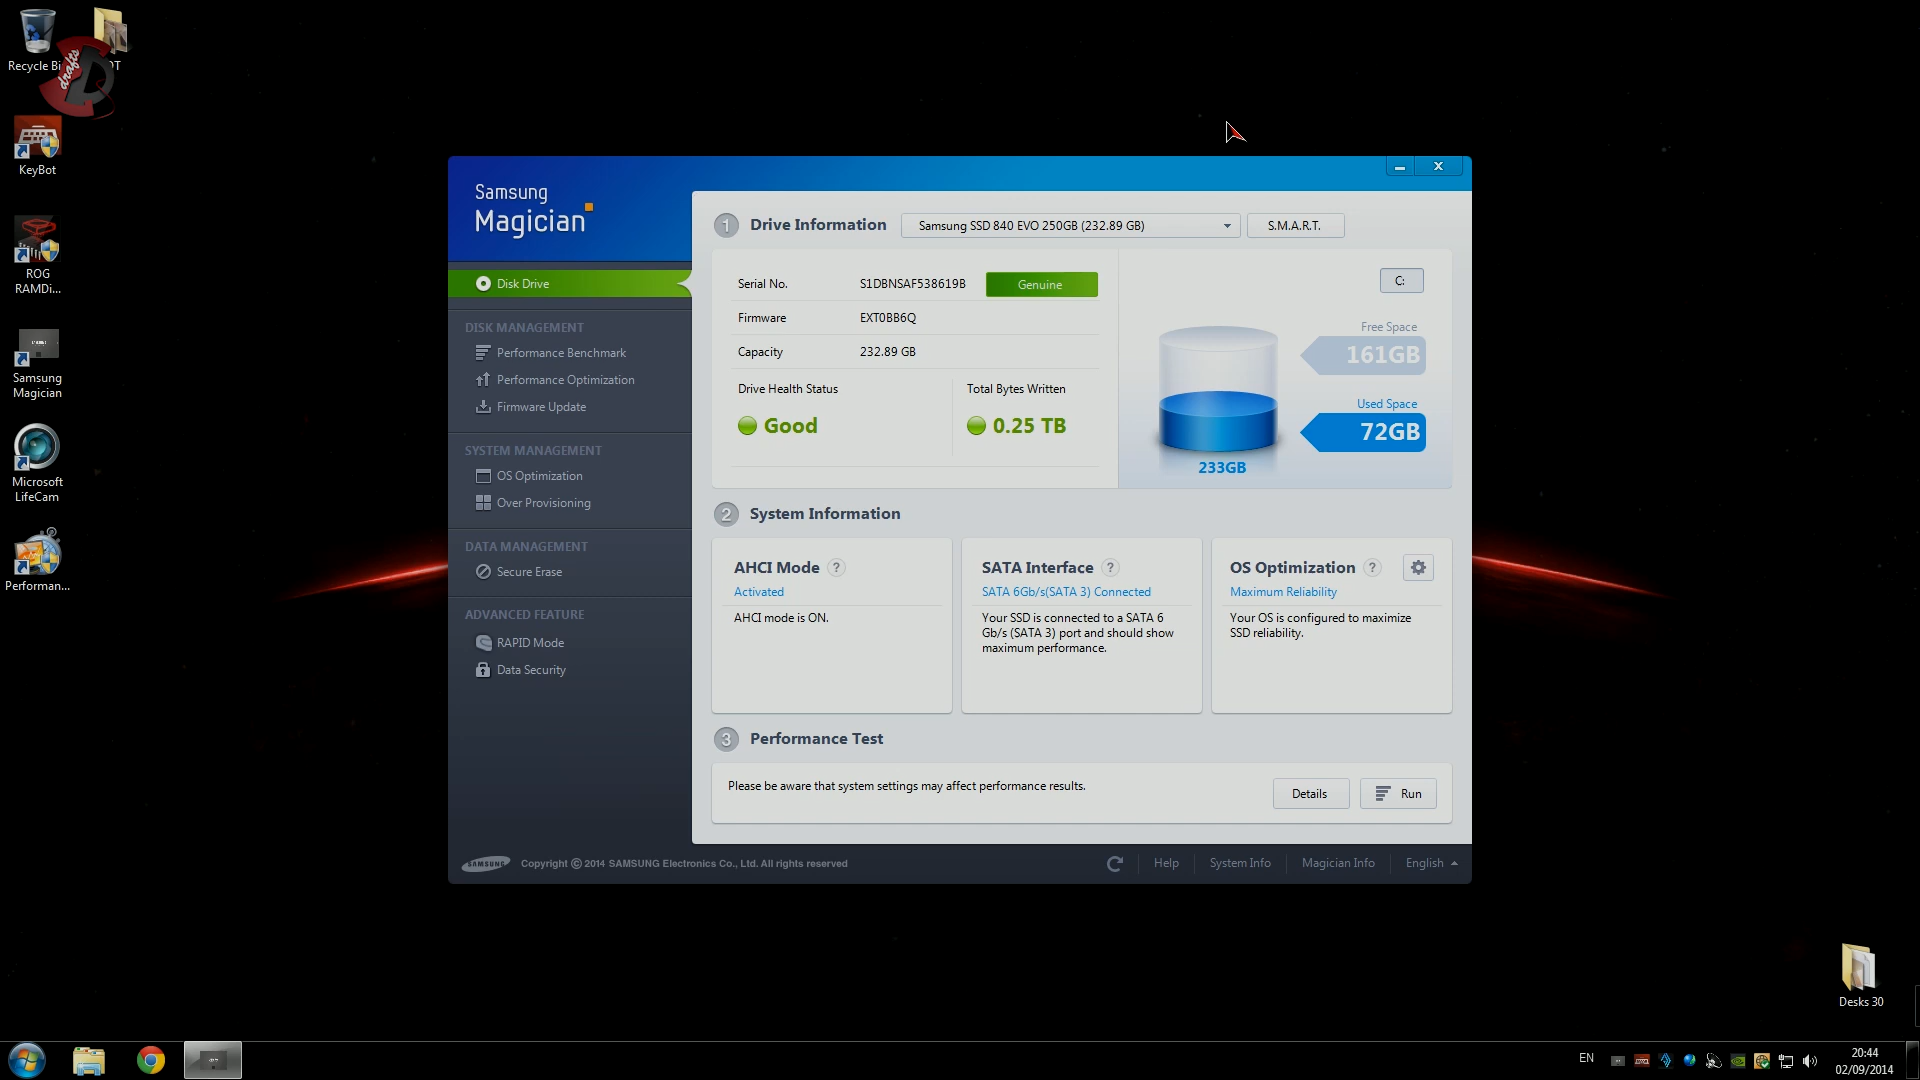 Recycle Bi
drafts
KeyBot
ROG
RAMDi...
Samsung
Magician
Microsoft
LifeCam
Performan...
Samsung
Magician
Disk Drive
DISK MANAGEMENT
Performance Benchmark
Performance Optimization
Firmware Update
SYSTEM MANAGEMENT
OS Optimization
Over Provisioning
DATA MANAGEMENT
Secure Erase
ADVANCED FEATURE
RAPID Mode
Data Security
1 Drive Information Samsung SSD 840 EVO 250GB (232.89 GB) S.M.A.R.T.
Serial No. S1DBNSAF538619B Genuine
Firmware EXT0BB6Q
Capacity 232.89 GB
Drive Health Status Total Bytes Written
Good 0.25 TB
C:
Free Space
161GB
Used Space
72GB
233GB
2 System Information
AHCI Mode ?
Activated
AHCI mode is ON.
SATA Interface ?
SATA 6Gb/s(SATA 3) Connected
Your SSD is connected to a SATA 6
Gb/s (SATA 3) port and should show
maximum performance.
OS Optimization ?
Maximum Reliability
Your OS is configured to maximize
SSD reliability.
3 Performance Test
Please be aware that system settings may affect performance results.
Details Run
SAMSUNG Copyright © 2014 SAMSUNG Electronics Co., Ltd. All rights reserved
Help System Info Magician Info English
Desks 30
EN
20:44
02/09/2014